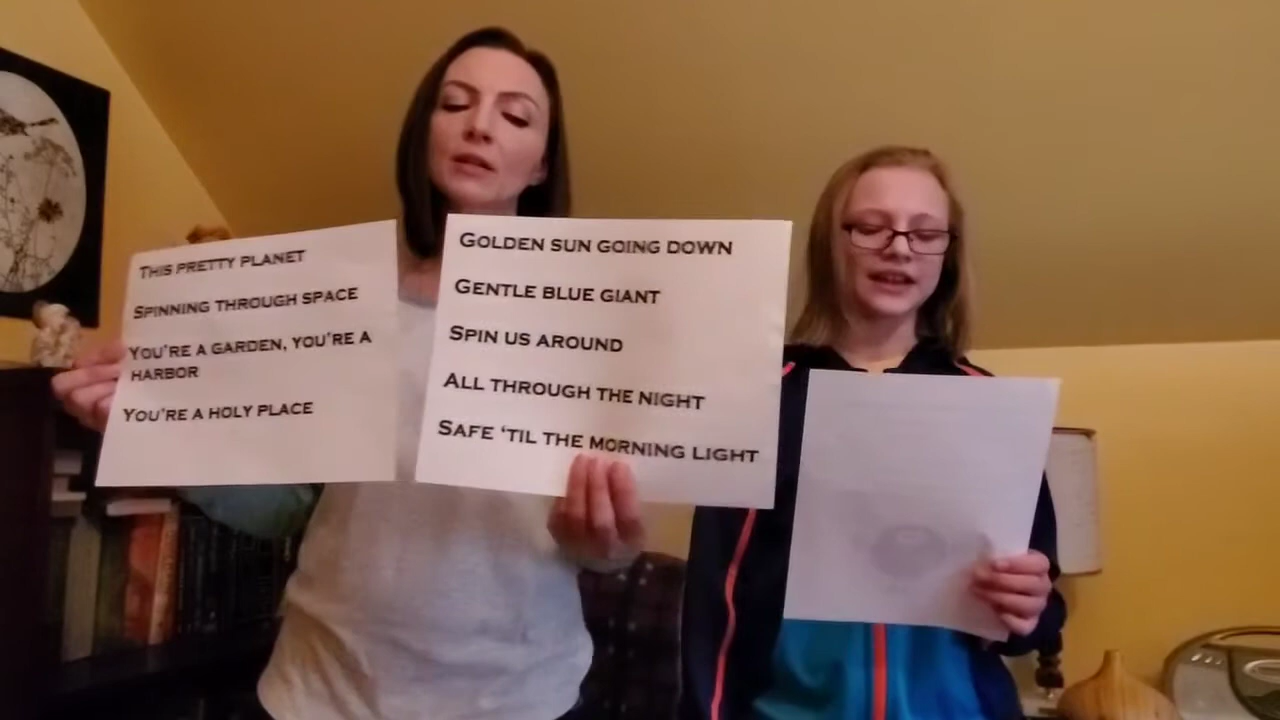 THIS PRETTY PLANET
SPINNING THROUGH SPACE
YOU'RE A GARDEN, YOU'RE A
HARBOR
YOU'RE A HOLY PLACE
GOLDEN SUN GOING DOWN
GENTLE BLUE GIANT
SPIN US AROUND
ALL THROUGH THE NIGHT
SAFE 'TIL THE MORNING LIGHT